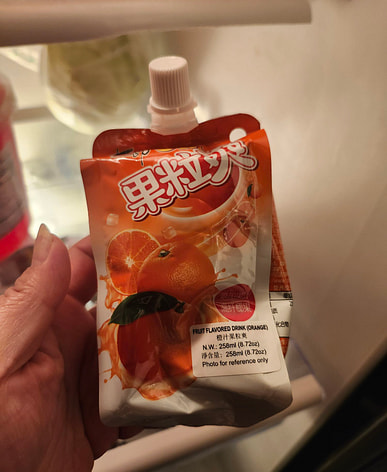 果粒爽
FRUIT FLAVORED DRINK (ORANGE)
橙汁果粒爽
N.W.: 258ml (8.72oz)
净含量: 258ml (8.72oz)
Photo for reference only